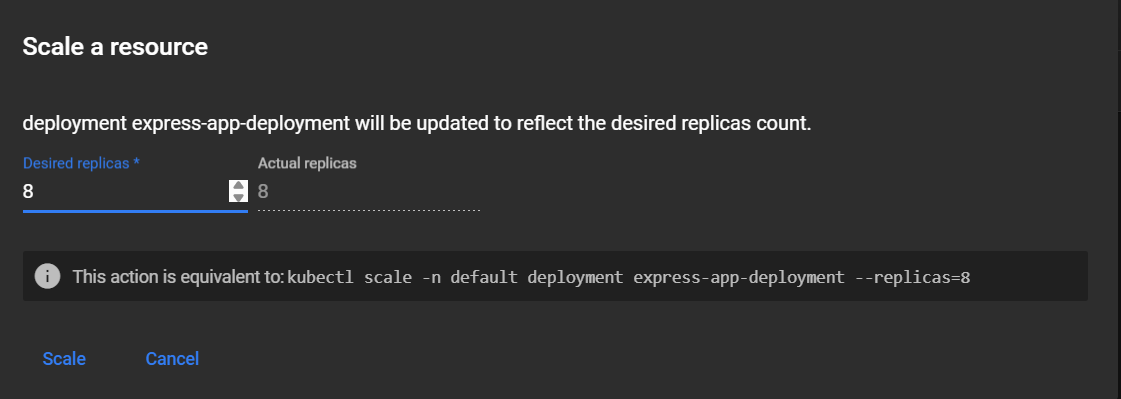 Scale a resource
deployment express-app-deployment will be updated to reflect the desired replicas count.
Desired replicas * Actual replicas
8 8
This action is equivalent to: kubectl scale -n default deployment express-app-deployment --replicas=8
Scale Cancel